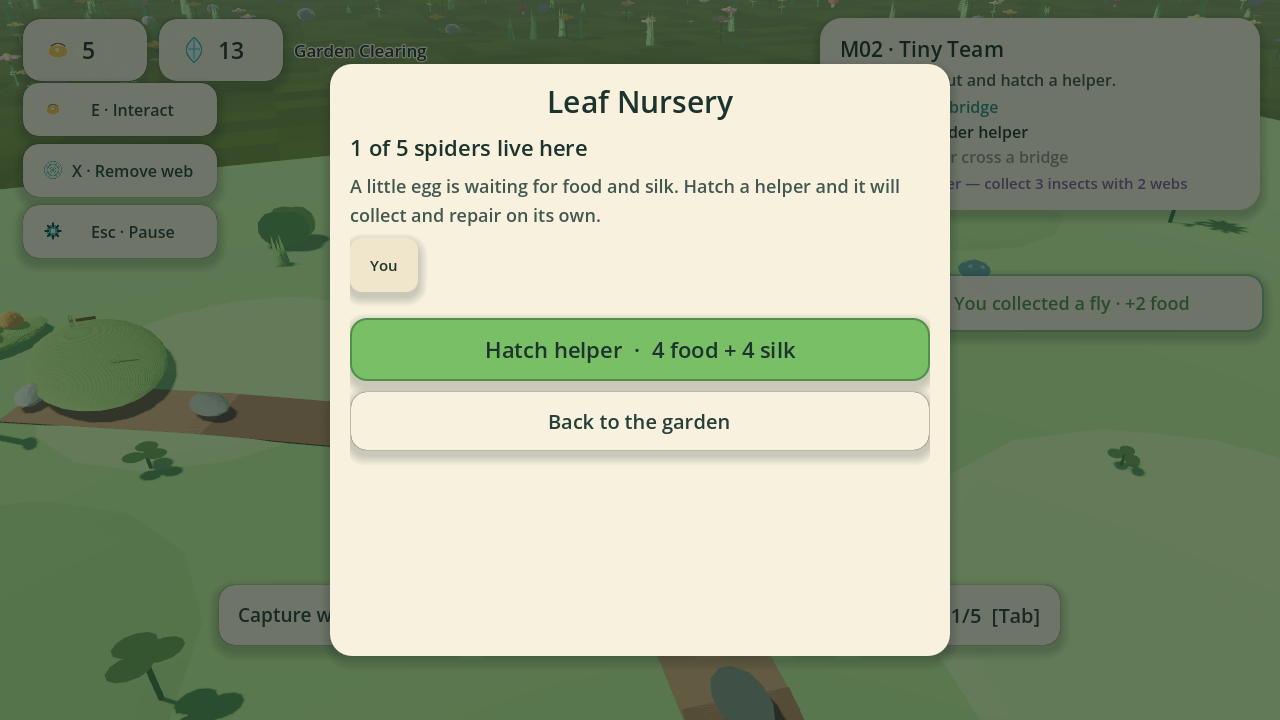 5
13
Garden Clearing
M02 · Tiny Team
E · Interact
X · Remove web
Esc · Pause
ut and hatch a helper.
bridge
der helper
r cross a bridge
er — collect 3 insects with 2 webs
You collected a fly · +2 food
Leaf Nursery
1 of 5 spiders live here
A little egg is waiting for food and silk. Hatch a helper and it will
collect and repair on its own.
You
Hatch helper · 4 food + 4 silk
Back to the garden
Capture w
1/5 [Tab]